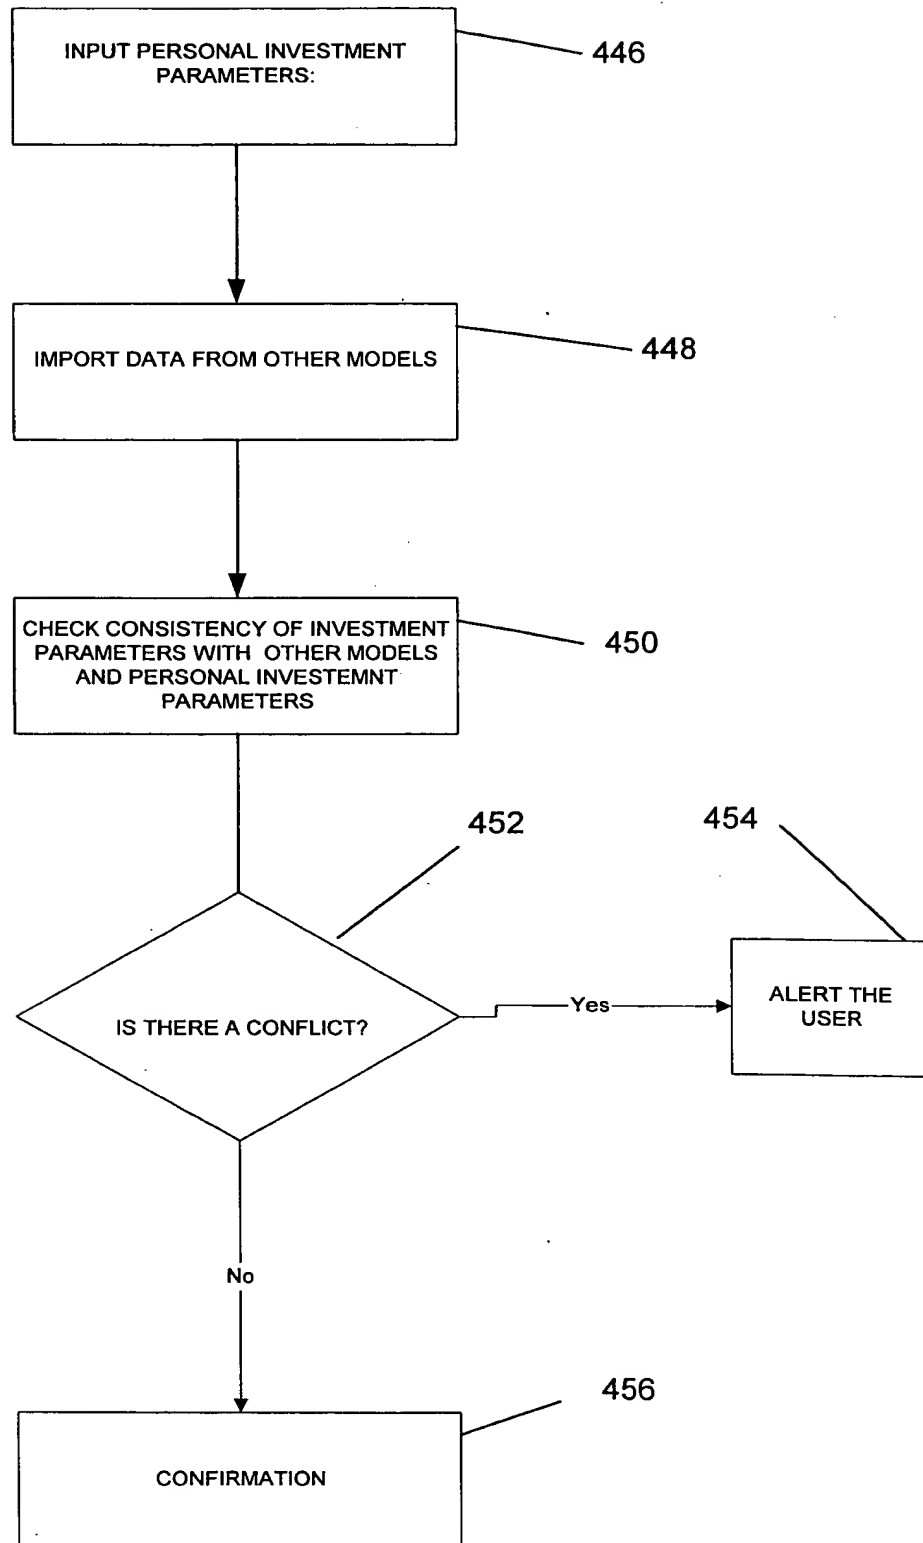 INPUT PERSONAL INVESTMENT
PARAMETERS:
446
IMPORT DATA FROM OTHER MODELS
448
CHECK CONSISTENCY OF INVESTMENT
PARAMETERS WITH OTHER MODELS
AND PERSONAL INVESTEMNT
PARAMETERS
450
452
454
IS THERE A CONFLICT?
Yes
ALERT THE
USER
No
456
CONFIRMATION